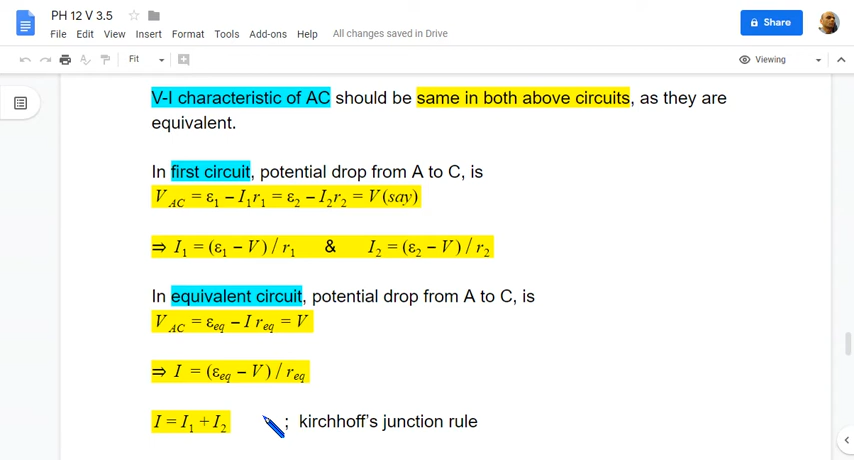 PH 12 V 3.5
File Edit View Insert Format Tools Add-ons Help All changes saved in Drive
Share
Fit
Viewing
V-I characteristic of AC should be same in both above circuits, as they are
equivalent.
In first circuit, potential drop from A to C, is
V_AC = ε₁ − I₁r₁ = ε₂ − I₂r₂ = V (say)
⇒ I₁ = (ε₁ − V) / r₁ & I₂ = (ε₂ − V) / r₂
In equivalent circuit, potential drop from A to C, is
V_AC = ε_eq − I r_eq = V
⇒ I = (ε_eq − V) / r_eq
I = I₁ + I₂ ; kirchhoff's junction rule